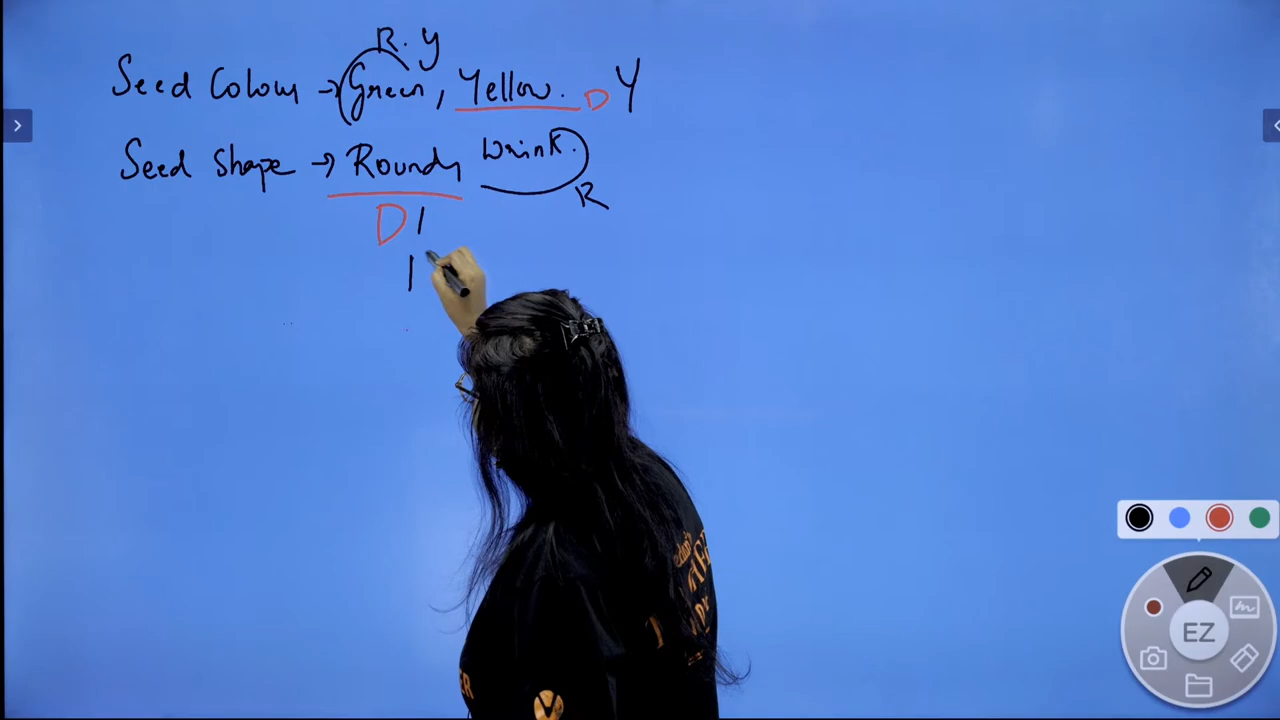 R. y
Seed Colour → Green, Yellow. D Y
Seed Shape → Round, Wrink.
R
D
EZ